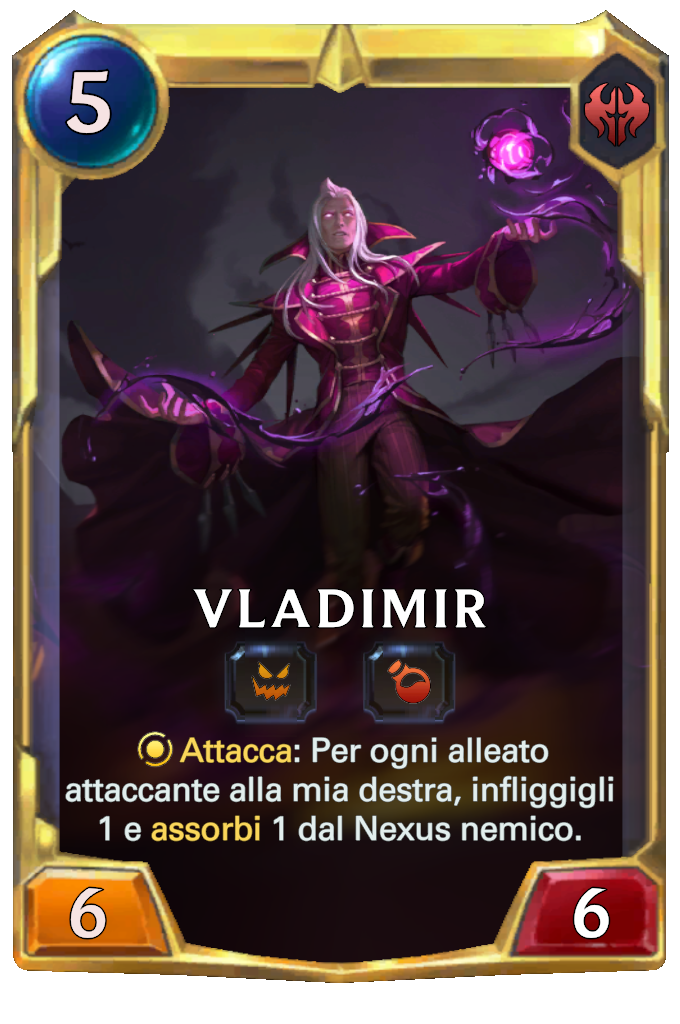 5
VLADIMIR
Attacca: Per ogni alleato
attaccante alla mia destra, infliggigli
1 e assorbi 1 dal Nexus nemico.
6 6